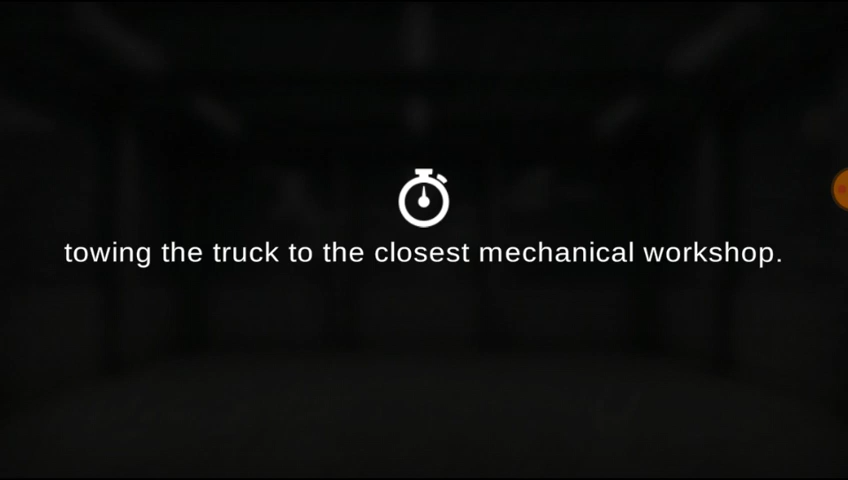 towing the truck to the closest mechanical workshop.